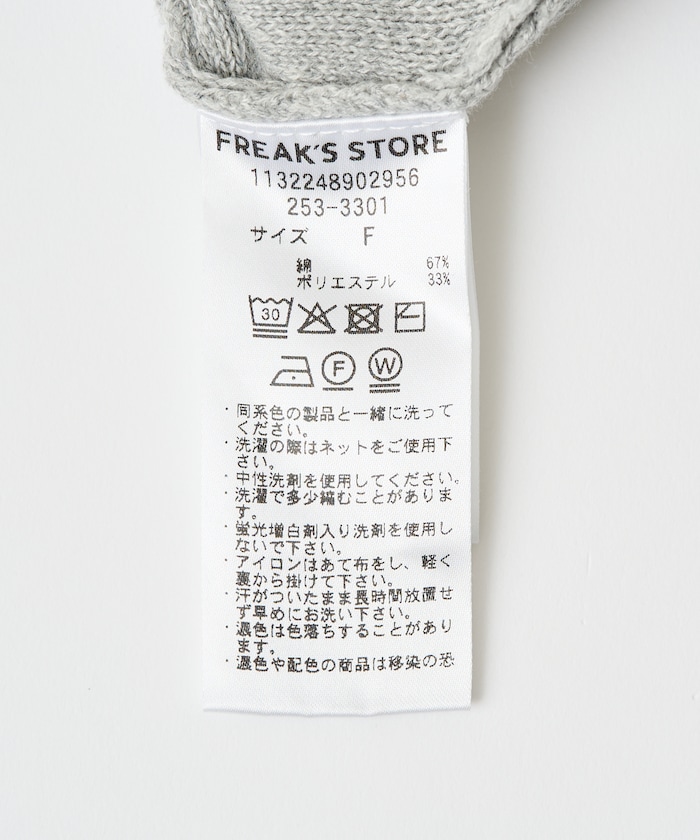 FREAK'S STORE
1132248902956
253-3301
サイズ F
綿 67%
ポリエステル 33%
30
F W
・同系色の製品と一緒に洗って
ください。
・洗濯の際はネットをご使用下
さい。
・中性洗剤を使用してください。
・洗濯で多少縮むことがありま
す。
・蛍光増白剤入り洗剤を使用し
ないで下さい。
・アイロンはあて布をし、軽く
裏から掛けて下さい。
・汗がついたまま長時間放置せ
ず早めにお洗い下さい。
・濃色は色落ちすることがあり
ます。
・濃色や配色の商品は移染の恐